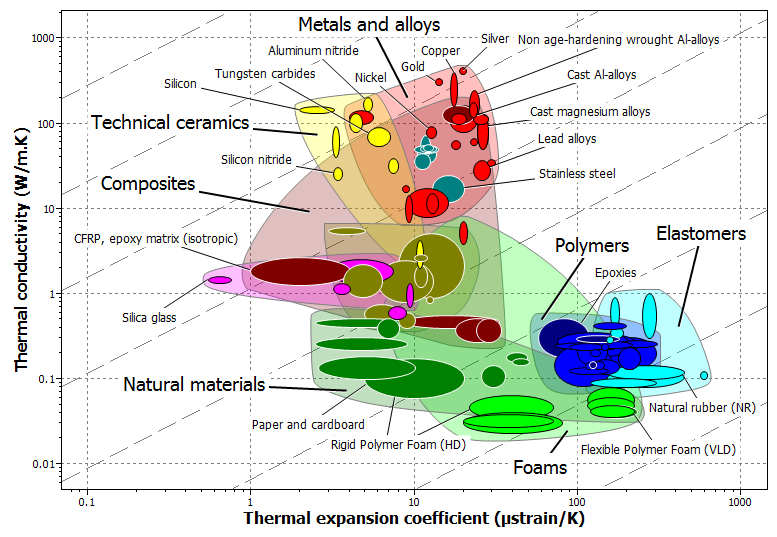 Metals and alloys
Silver
Non age-hardening wrought Al-alloys
Copper
Aluminum nitride
Gold
Tungsten carbides
Nickel
Cast Al-alloys
Silicon
Cast magnesium alloys
Technical ceramics
Lead alloys
Silicon nitride
Stainless steel
Composites
CFRP, epoxy matrix (isotropic)
Polymers
Elastomers
Epoxies
Silica glass
Natural materials
Natural rubber (NR)
Paper and cardboard
Rigid Polymer Foam (HD)
Flexible Polymer Foam (VLD)
Foams
Thermal conductivity (W/m.K)
1000
100
10
1
0.1
0.01
0.1
1
10
100
1000
Thermal expansion coefficient (µstrain/K)